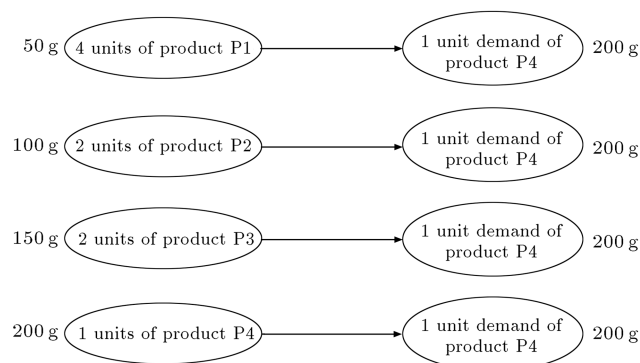 50 g 4 units of product P1 1 unit demand of 200 g
product P4
100 g 2 units of product P2 1 unit demand of 200 g
product P4
150 g 2 units of product P3 1 unit demand of 200 g
product P4
200 g 1 units of product P4 1 unit demand of 200 g
product P4